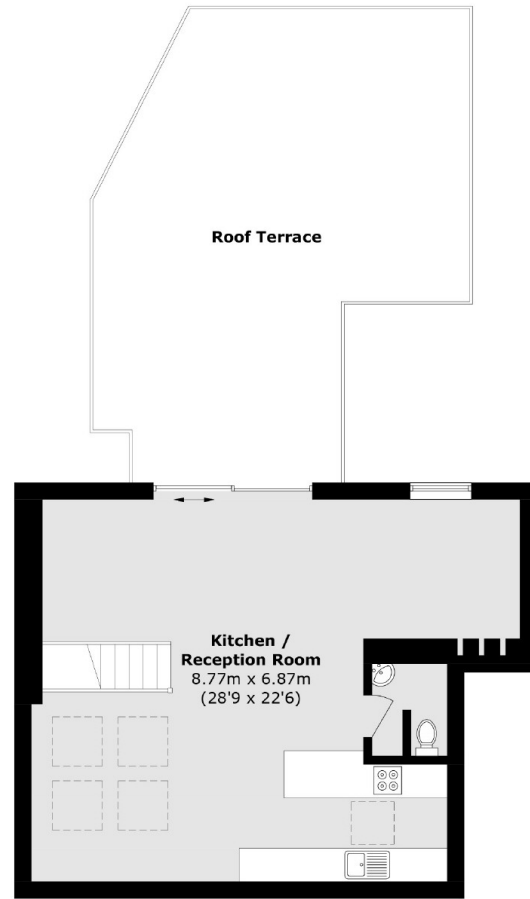 Roof Terrace
Kitchen /
Reception Room
8.77m x 6.87m
(28'9 x 22'6)